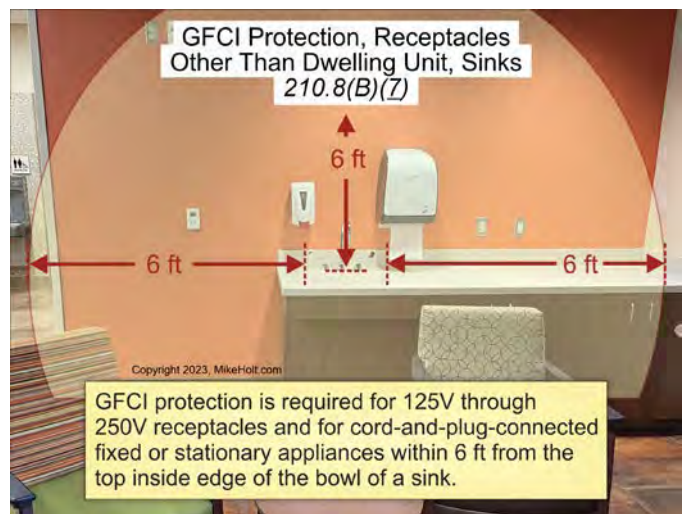 GFCI Protection, Receptacles
Other Than Dwelling Unit, Sinks
210.8(B)(7)
6 ft
6 ft
6 ft
Copyright 2023, MikeHolt.com
GFCI protection is required for 125V through
250V receptacles and for cord-and-plug-connected
fixed or stationary appliances within 6 ft from the
top inside edge of the bowl of a sink.